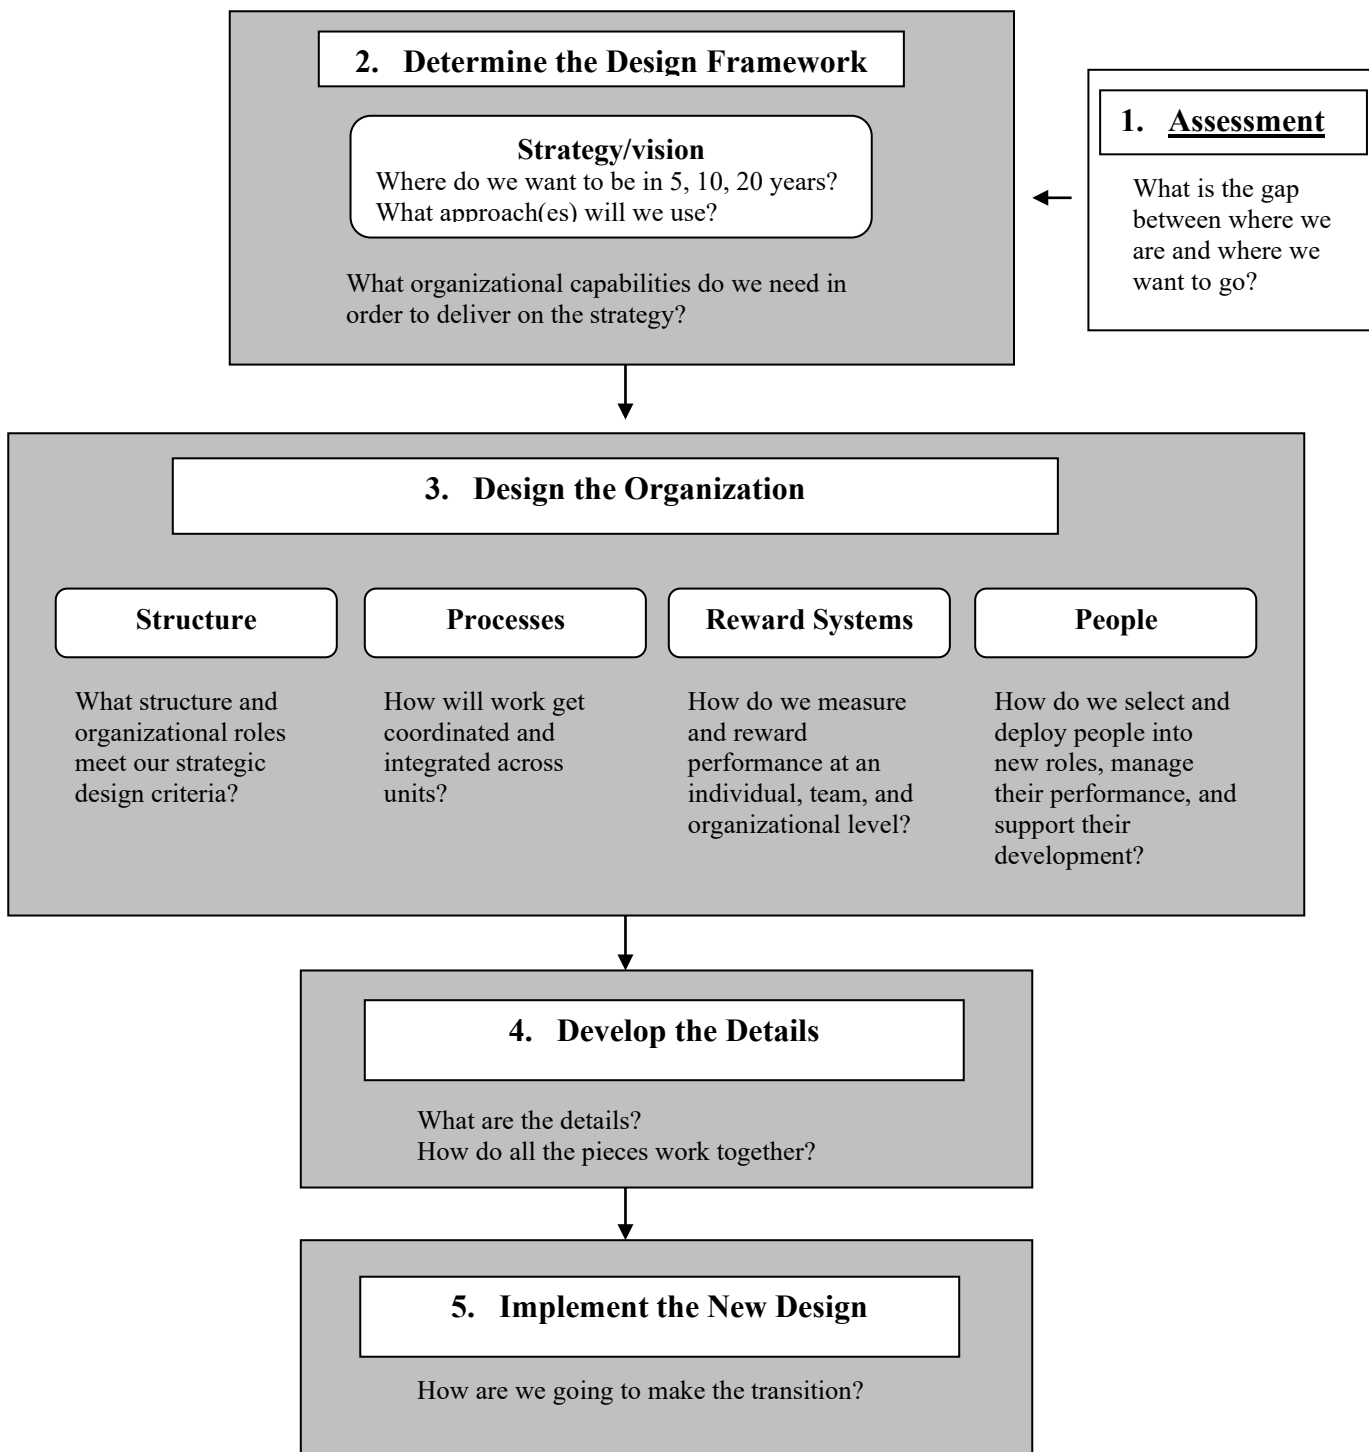 2. Determine the Design Framework
Strategy/vision
Where do we want to be in 5, 10, 20 years?
What approach(es) will we use?
What organizational capabilities do we need in
order to deliver on the strategy?
1. Assessment
What is the gap
between where we
are and where we
want to go?
3. Design the Organization
Structure
What structure and
organizational roles
meet our strategic
design criteria?
Processes
How will work get
coordinated and
integrated across
units?
Reward Systems
How do we measure
and reward
performance at an
individual, team, and
organizational level?
People
How do we select and
deploy people into
new roles, manage
their performance, and
support their
development?
4. Develop the Details
What are the details?
How do all the pieces work together?
5. Implement the New Design
How are we going to make the transition?